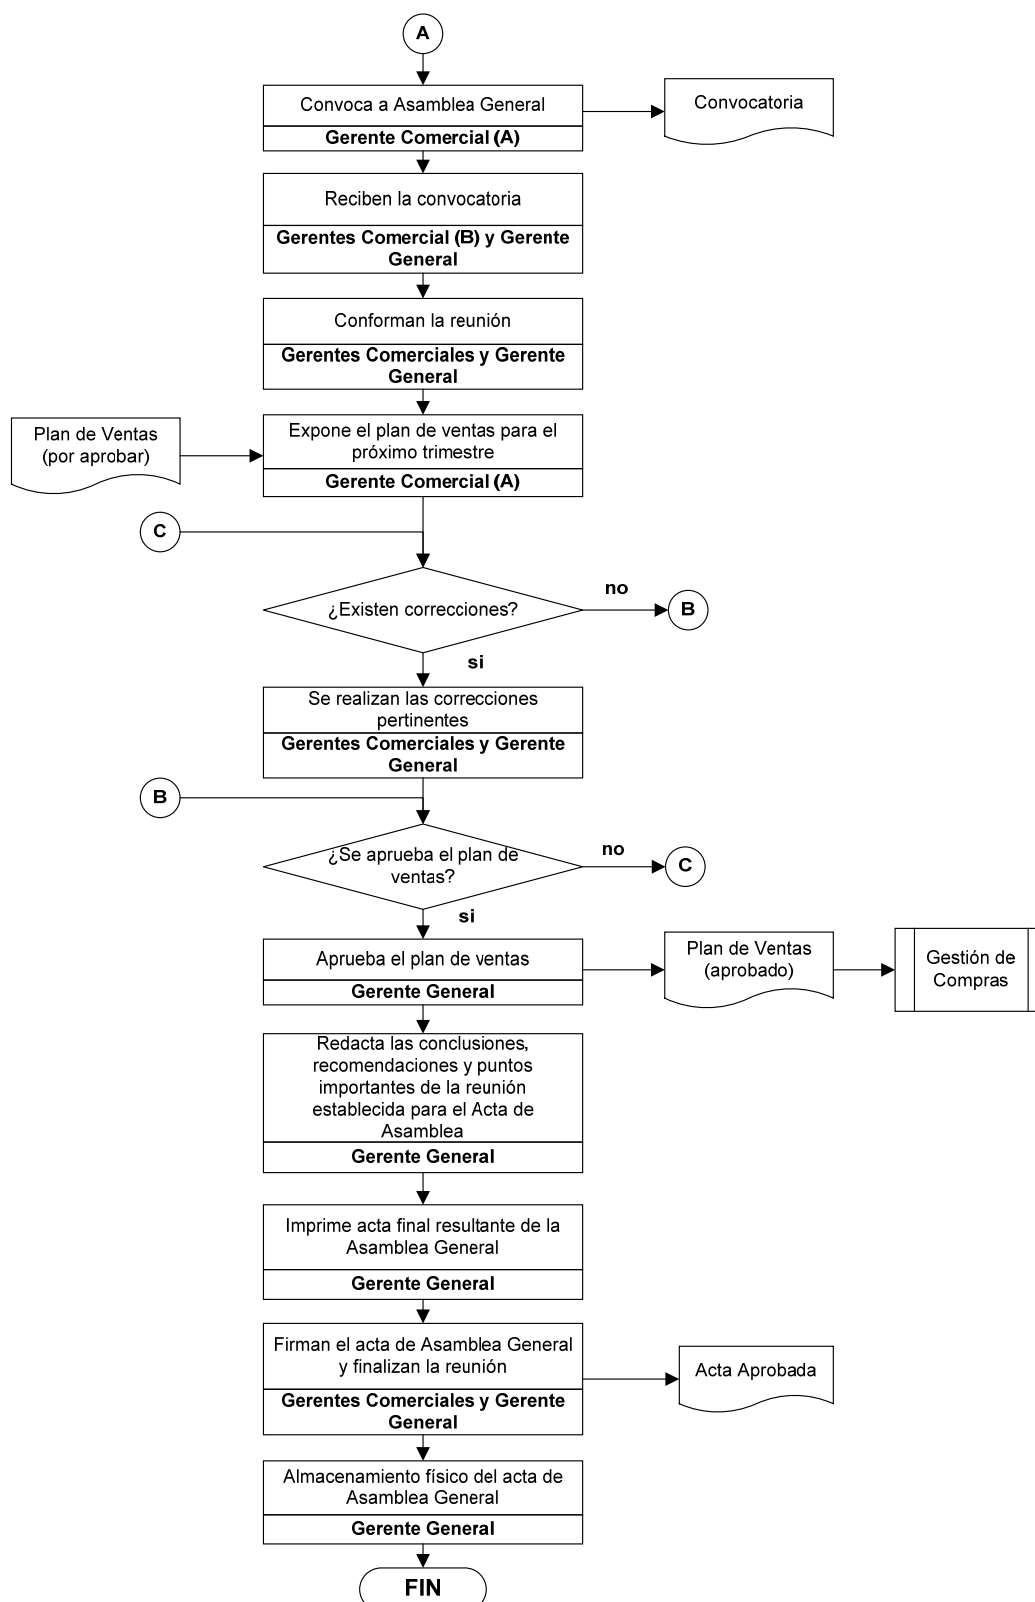 A
Convoca a Asamblea General
Gerente Comercial (A)
Convocatoria
Reciben la convocatoria
Gerentes Comercial (B) y Gerente
General
Conforman la reunión
Gerentes Comerciales y Gerente
General
Plan de Ventas
(por aprobar)
Expone el plan de ventas para el
próximo trimestre
Gerente Comercial (A)
C
¿Existen correcciones?
no
B
si
Se realizan las correcciones
pertinentes
Gerentes Comerciales y Gerente
General
B
¿Se aprueba el plan de
ventas?
no
C
si
Aprueba el plan de ventas
Gerente General
Plan de Ventas
(aprobado)
Gestión de
Compras
Redacta las conclusiones,
recomendaciones y puntos
importantes de la reunión
establecida para el Acta de
Asamblea
Gerente General
Imprime acta final resultante de la
Asamblea General
Gerente General
Firman el acta de Asamblea General
y finalizan la reunión
Gerentes Comerciales y Gerente
General
Acta Aprobada
Almacenamiento físico del acta de
Asamblea General
Gerente General
FIN